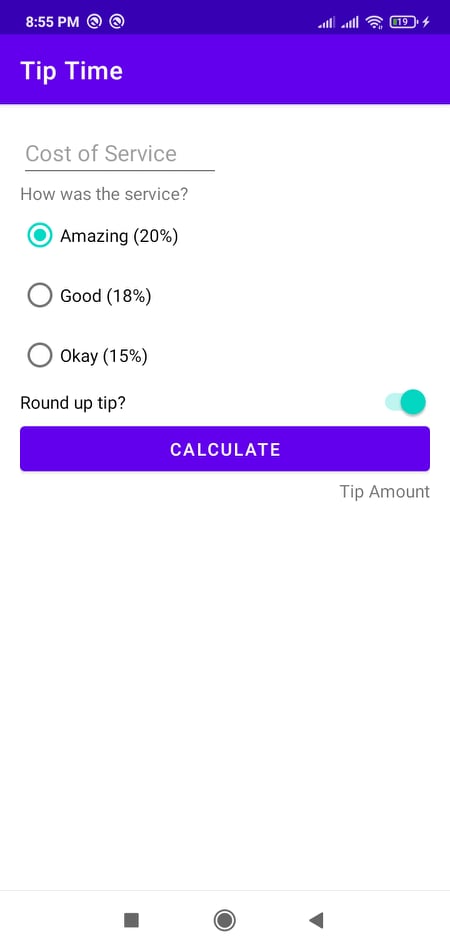 8:55 PM 19
Tip Time
Cost of Service
How was the service?
Amazing (20%)
Good (18%)
Okay (15%)
Round up tip?
CALCULATE
Tip Amount